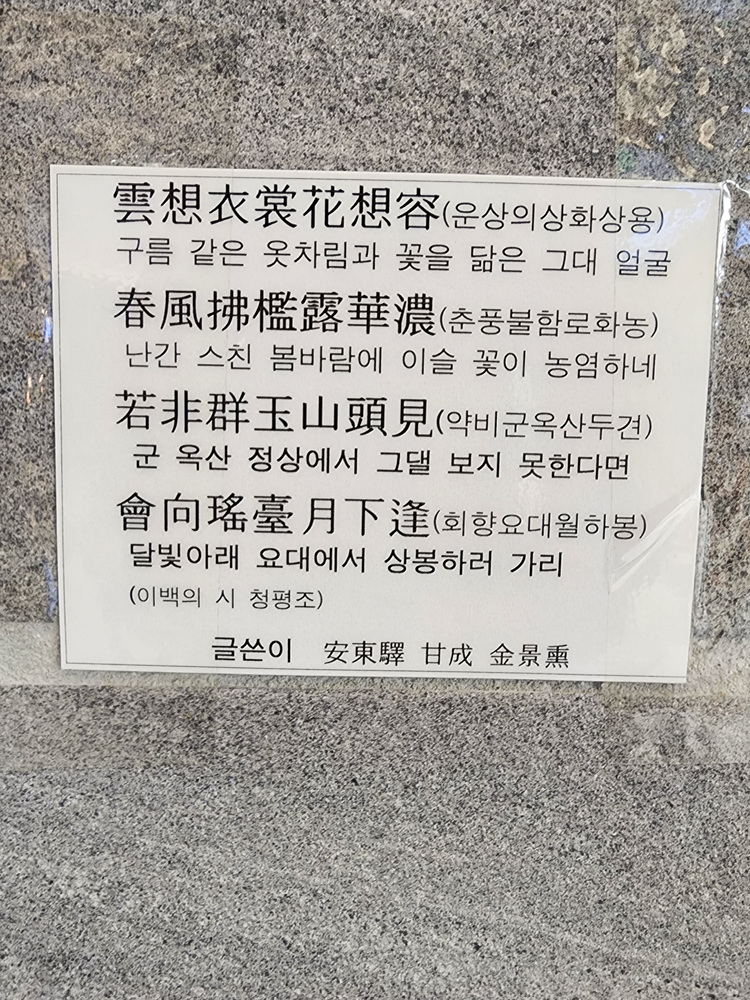 雲想衣裳花想容(운상의상화상용)
구름 같은 옷차림과 꽃을 닮은 그대 얼굴
春風拂檻露華濃(춘풍불함로화농)
난간 스친 봄바람에 이슬 꽃이 농염하네
若非群玉山頭見(약비군옥산두견)
군 옥산 정상에서 그댈 보지 못한다면
會向瑤臺月下逢(회향요대월하봉)
달빛아래 요대에서 상봉하러 가리
(이백의 시 청평조)
글쓴이 安東驛 甘成 金景熏